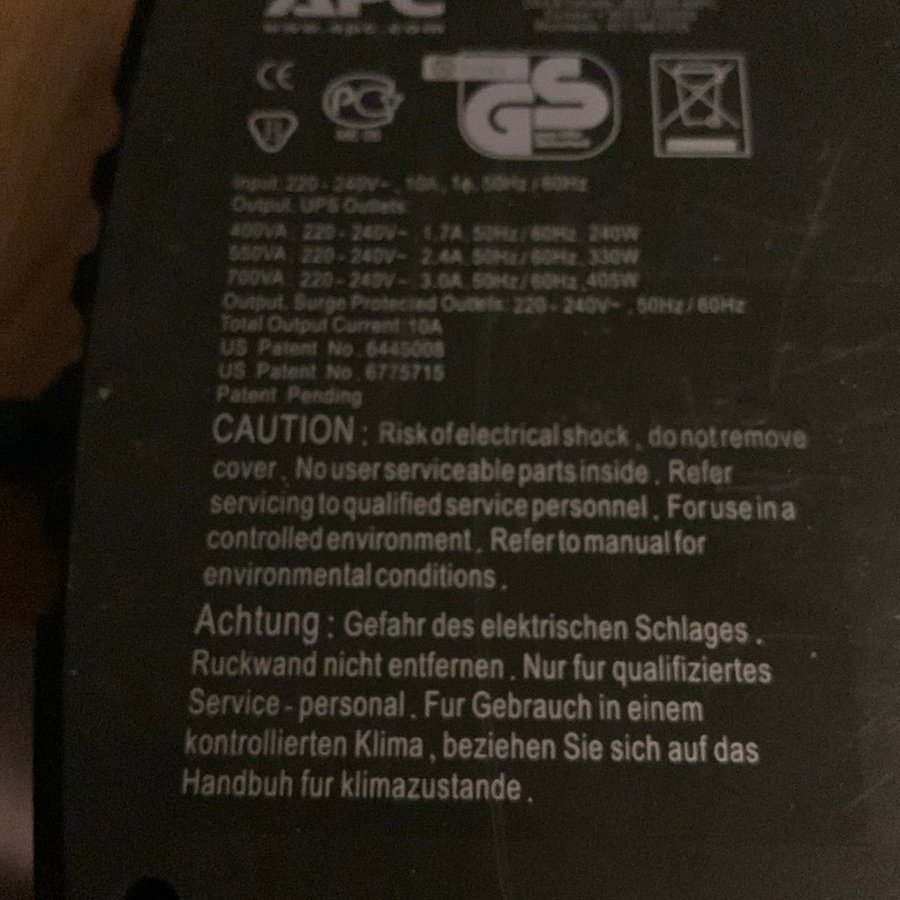 APC
www.apc.com
CE
GS
Input: 220 - 240V~ , 10A, 1φ, 50Hz / 60Hz
Output, UPS Outlets
400VA : 220 - 240V~ 1.7A, 50Hz / 60Hz, 240W
550VA : 220 - 240V~ 2.4A, 50Hz / 60Hz, 330W
700VA : 220 - 240V~ 3.0A, 50Hz / 60Hz, 405W
Output, Surge Protected Outlets: 220 - 240V~ , 50Hz / 60Hz
Total Output Current:10A
US Patent No.
US Patent No. 6775715
Patent Pending
CAUTION : Risk of electrical shock , do not remove
cover . No user serviceable parts inside . Refer
servicing to qualified service personnel . For use in a
controlled environment . Refer to manual for
environmental conditions .
Achtung : Gefahr des elektrischen Schlages .
Ruckwand nicht entfernen . Nur fur qualifiziertes
Service - personal . Fur Gebrauch in einem
kontrollierten Klima , beziehen Sie sich auf das
Handbuh fur klimazustande .